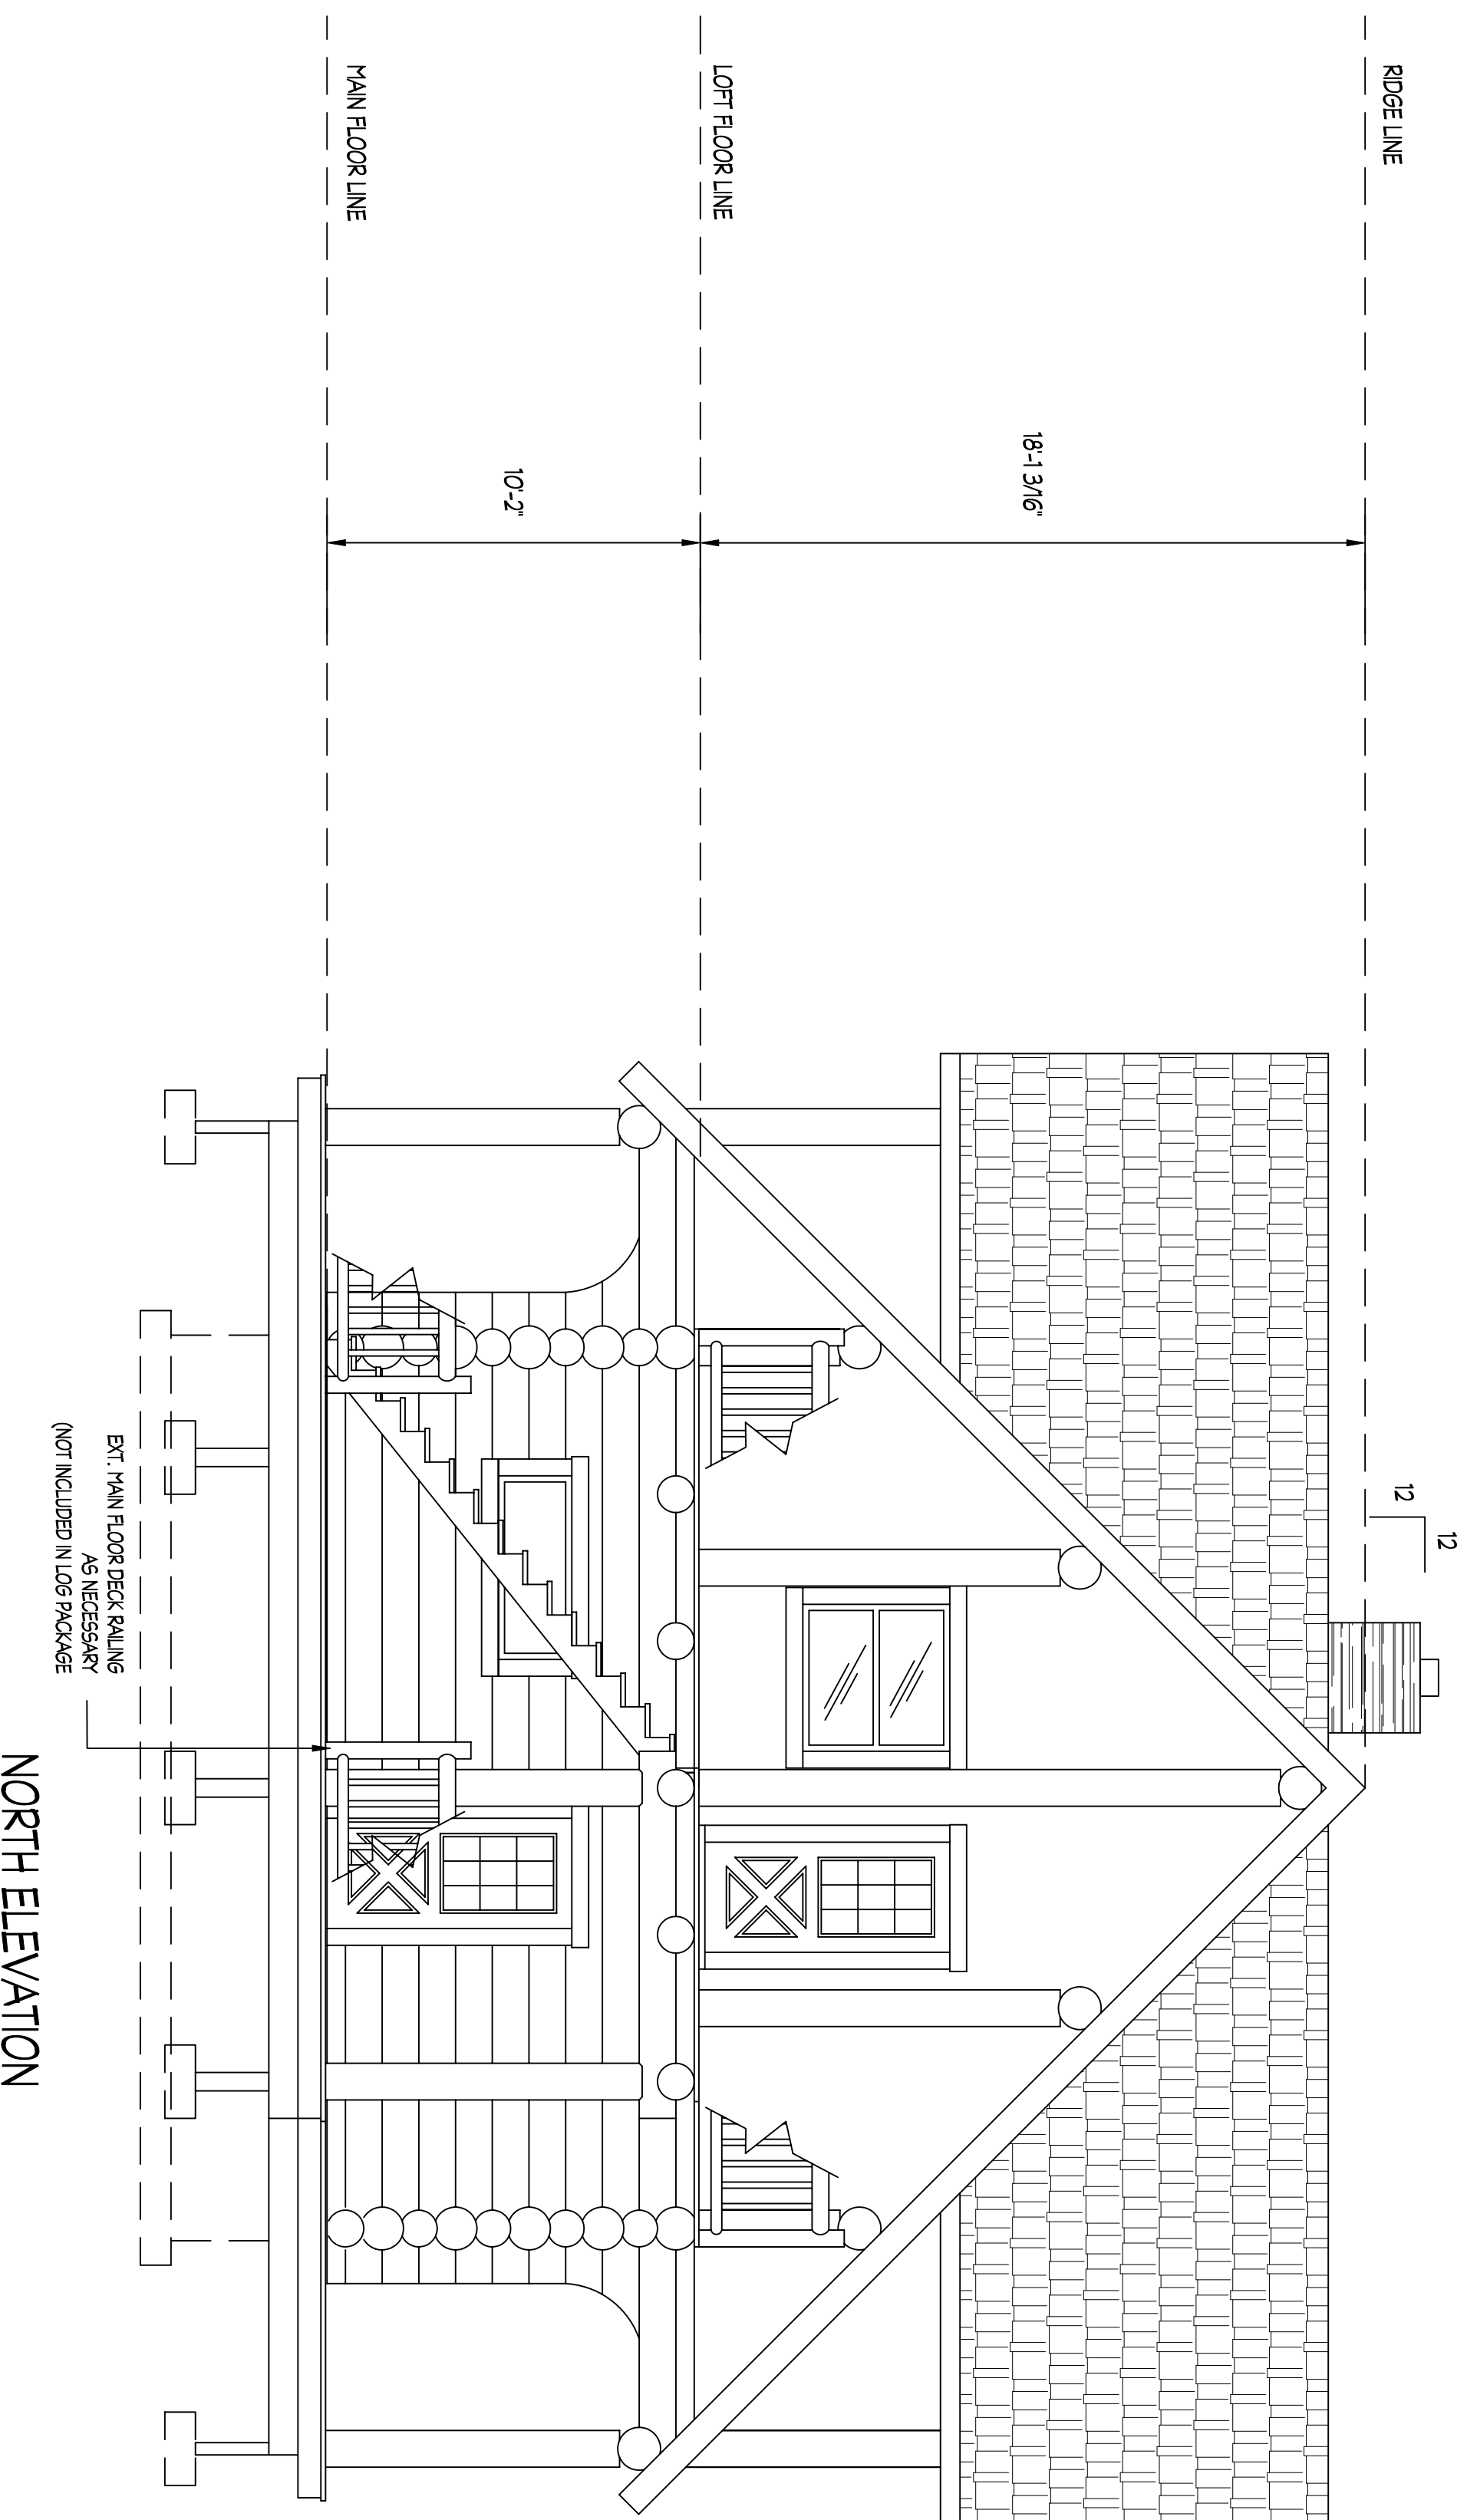 RIDGE LINE
12
12
18'-1 3/16"
LOFT FLOOR LINE
10'-2"
MAIN FLOOR LINE
EXT. MAIN FLOOR DECK RAILING
AS NECESSARY
(NOT INCLUDED IN LOG PACKAGE
NORTH ELEVATION